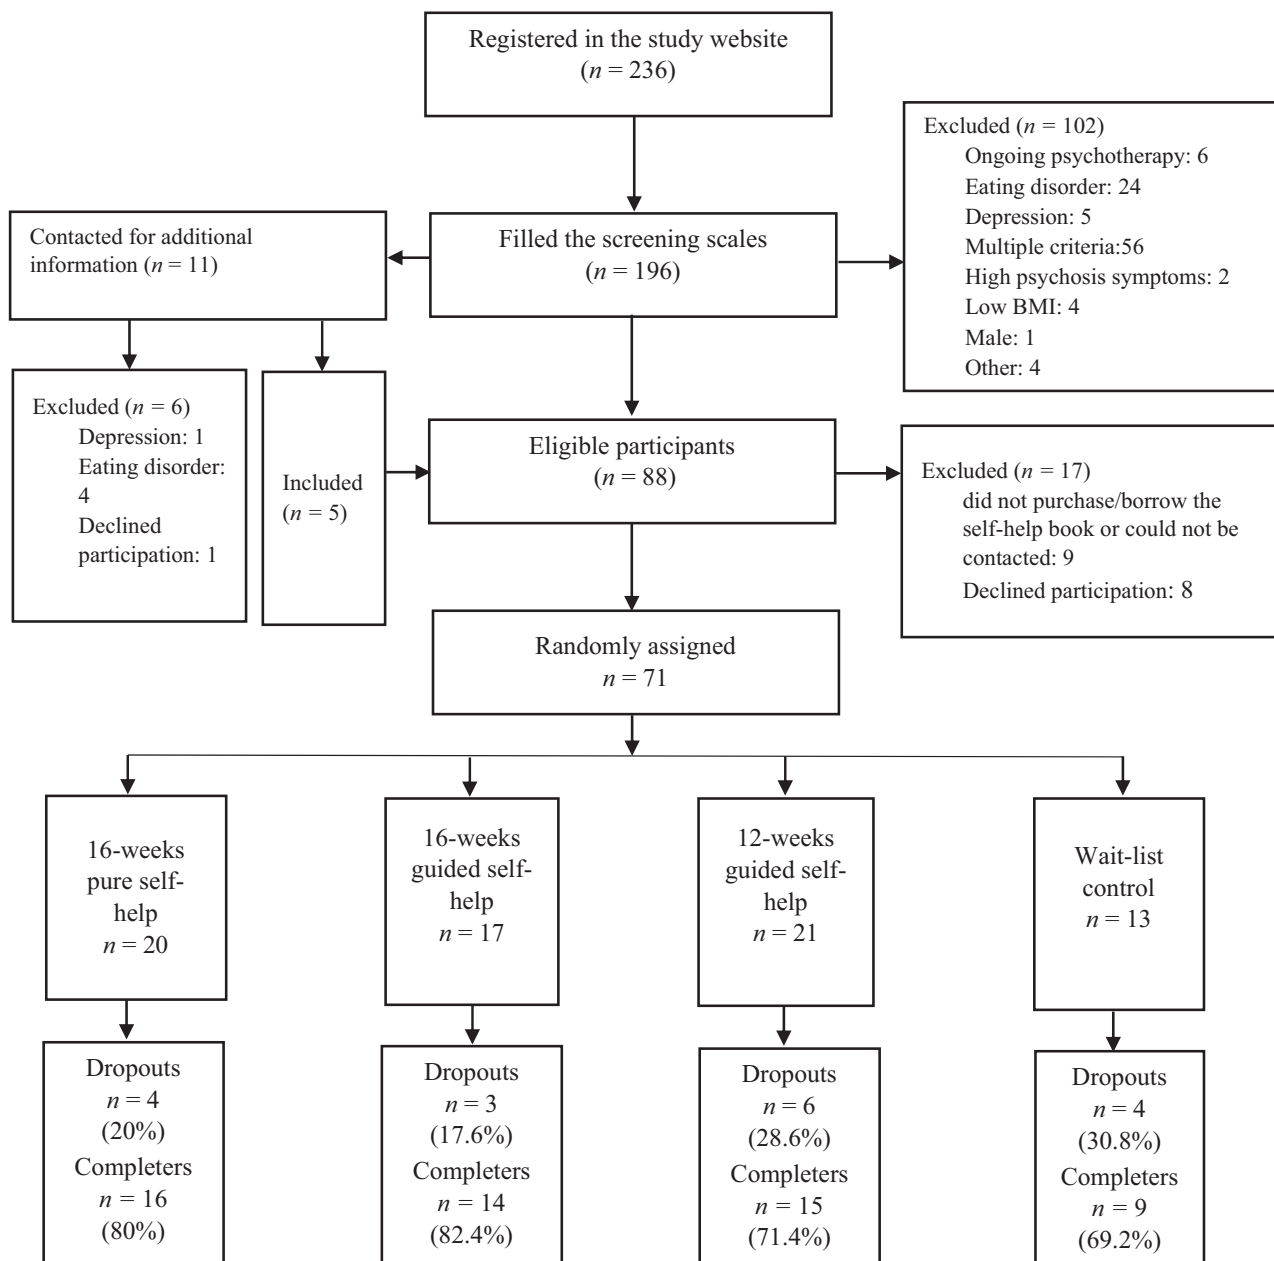 Registered in the study website
(n = 236)
Excluded (n = 102)
Ongoing psychotherapy: 6
Eating disorder: 24
Depression: 5
Multiple criteria:56
High psychosis symptoms: 2
Low BMI: 4
Male: 1
Other: 4
Filled the screening scales
(n = 196)
Contacted for additional
information (n = 11)
Excluded (n = 6)
Depression: 1
Eating disorder:
4
Declined
participation: 1
Included
(n = 5)
Eligible participants
(n = 88)
Excluded (n = 17)
did not purchase/borrow the
self-help book or could not be
contacted: 9
Declined participation: 8
Randomly assigned
n = 71
16-weeks
pure self-
help
n = 20
16-weeks
guided self-
help
n = 17
12-weeks
guided self-
help
n = 21
Wait-list
control
n = 13
Dropouts
n = 4
(20%)
Completers
n = 16
(80%)
Dropouts
n = 3
(17.6%)
Completers
n = 14
(82.4%)
Dropouts
n = 6
(28.6%)
Completers
n = 15
(71.4%)
Dropouts
n = 4
(30.8%)
Completers
n = 9
(69.2%)